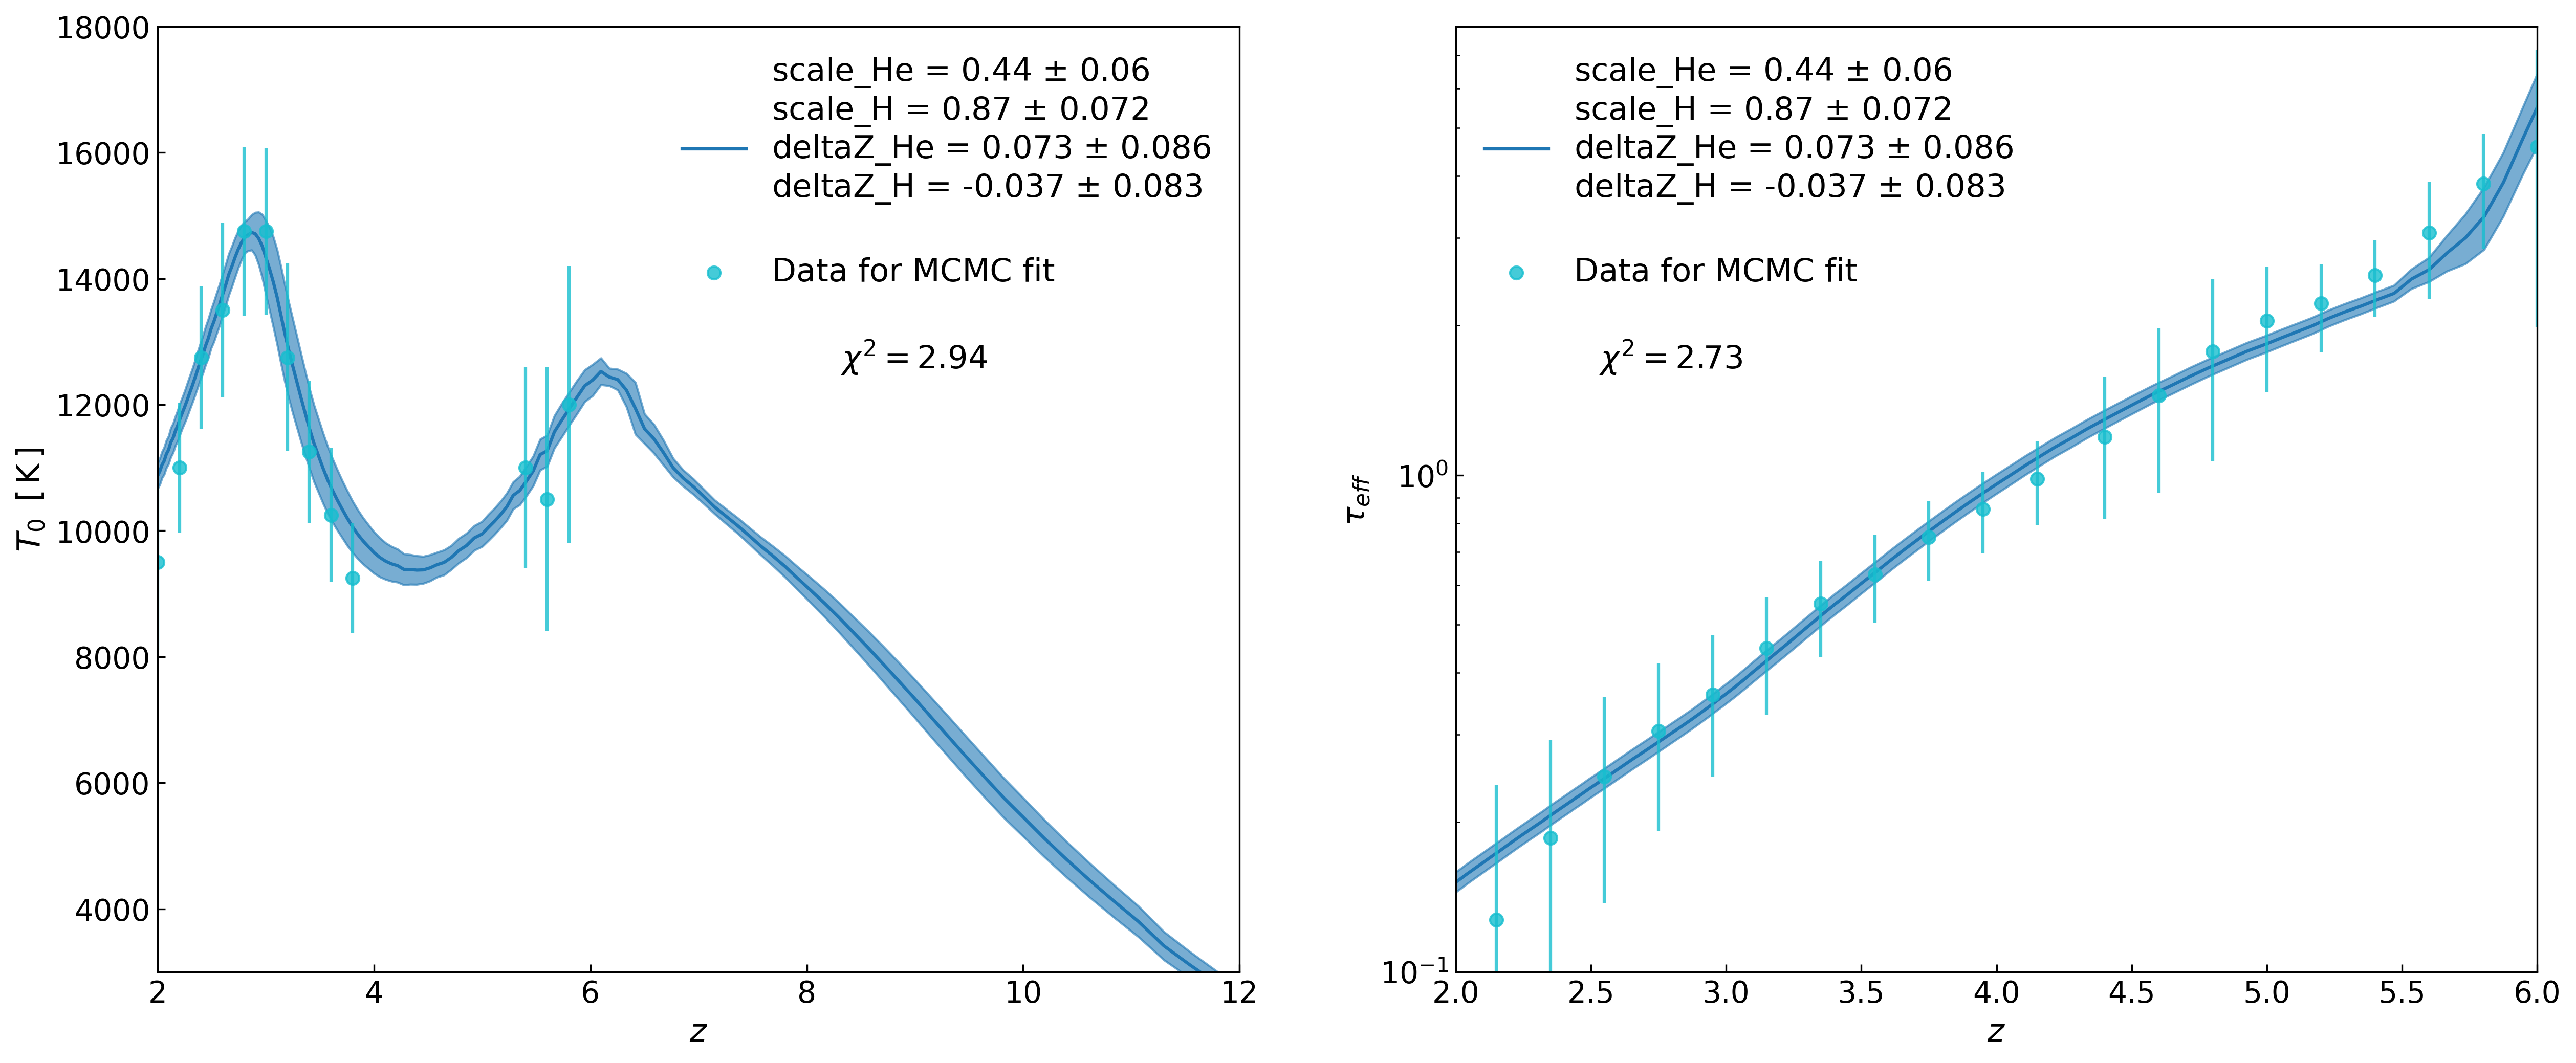 18000
16000
14000
12000
10000
8000
6000
4000
T₀ [ K ]
2
4
6
8
10
12
z
scale_He = 0.44 ± 0.06
scale_H = 0.87 ± 0.072
deltaZ_He = 0.073 ± 0.086
deltaZ_H = -0.037 ± 0.083
Data for MCMC fit
χ² = 2.94
10⁰
10⁻¹
τ_eff
2.0
2.5
3.0
3.5
4.0
4.5
5.0
5.5
6.0
z
scale_He = 0.44 ± 0.06
scale_H = 0.87 ± 0.072
deltaZ_He = 0.073 ± 0.086
deltaZ_H = -0.037 ± 0.083
Data for MCMC fit
χ² = 2.73